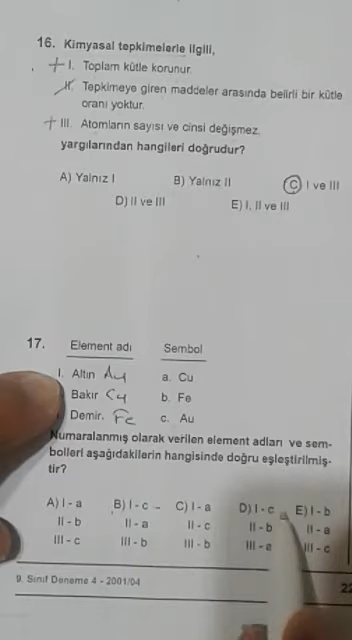 16. Kimyasal tepkimelerle ilgili,
+ I. Toplam kütle korunur.
II. Tepkimeye giren maddeler arasında belirli bir kütle
oranı yoktur.
+ III. Atomların sayısı ve cinsi değişmez.
yargılarından hangileri doğrudur?
A) Yalnız I B) Yalnız II C) I ve III
D) II ve III E) I, II ve III
17. Element adı Sembol
I. Altın Au a. Cu
Bakır Cu b. Fe
Demir. Fe c. Au
Numaralanmış olarak verilen element adları ve sem-
bolleri aşağıdakilerin hangisinde doğru eşleştirilmiş-
tir?
A) I - a B) I - c - C) I - a D) I - c E) I - b
II - b II - a II - c II - b II - a
III - c III - b III - b III - a III - c
9. Sınıf Deneme 4 - 2001/04
22